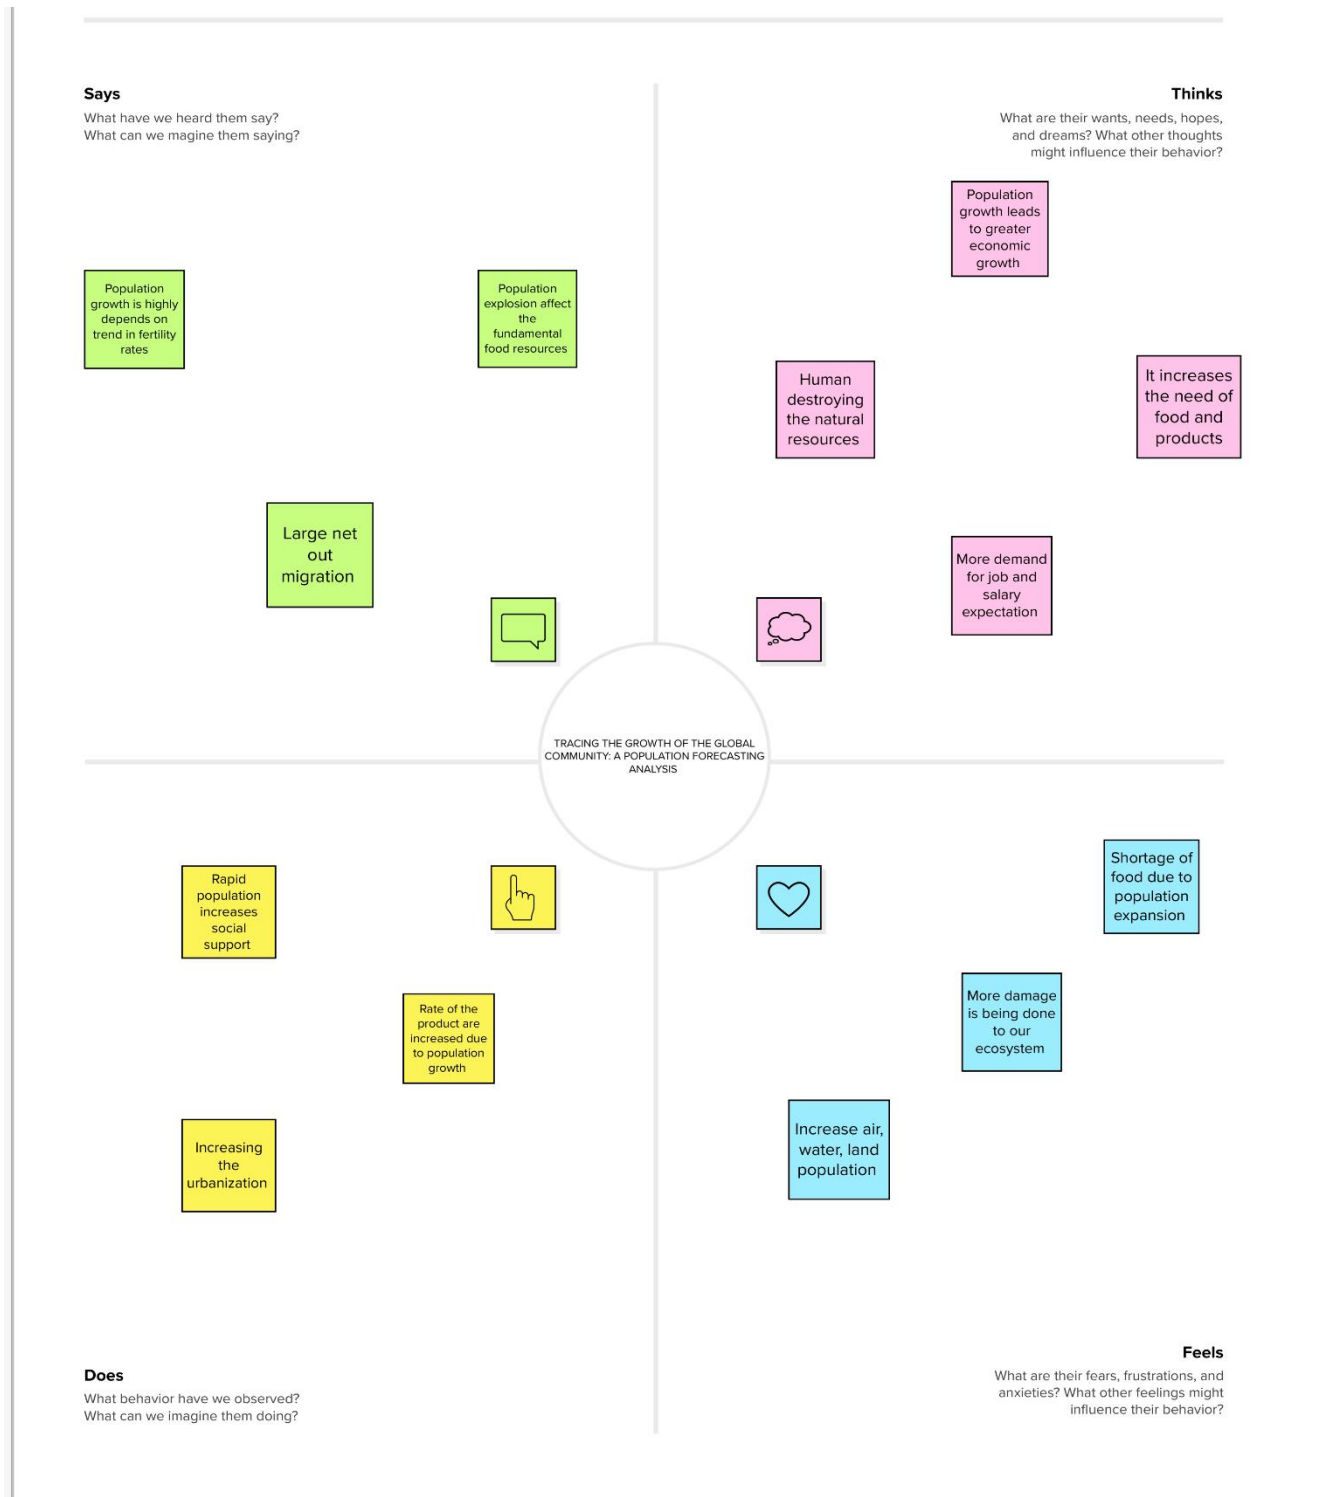 Says
What have we heard them say?
What can we magine them saying?
Population
growth is highly
depends on
trend in fertility
rates
Population
explosion affect
the
fundamental
food resources
Large net
out
migration
Thinks
What are their wants, needs, hopes,
and dreams? What other thoughts
might influence their behavior?
Population
growth leads
to greater
economic
growth
Human
destroying
the natural
resources
It increases
the need of
food and
products
More demand
for job and
salary
expectation
TRACING THE GROWTH OF THE GLOBAL
COMMUNITY: A POPULATION FORECASTING
ANALYSIS
Rapid
population
increases
social
support
Rate of the
product are
increased due
to population
growth
Increasing
the
urbanization
Does
What behavior have we observed?
What can we imagine them doing?
Shortage of
food due to
population
expansion
More damage
is being done
to our
ecosystem
Increase air,
water, land
population
Feels
What are their fears, frustrations, and
anxieties? What other feelings might
influence their behavior?